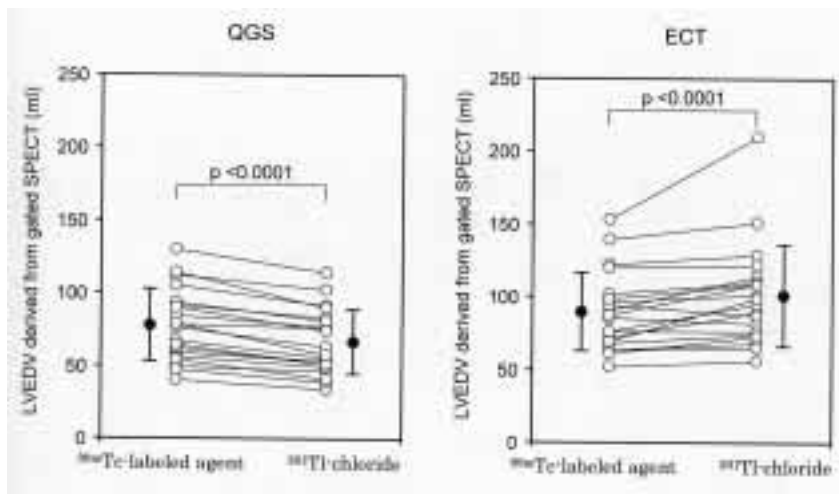 QGS
LVEDV derived from gated SPECT (ml)
250
200
150
100
50
0
p <0.0001
99mTc-labeled agent 201Tl-chloride
ECT
LVEDV derived from gated SPECT (ml)
250
200
150
100
50
0
p <0.0001
99mTc-labeled agent 201Tl-chloride